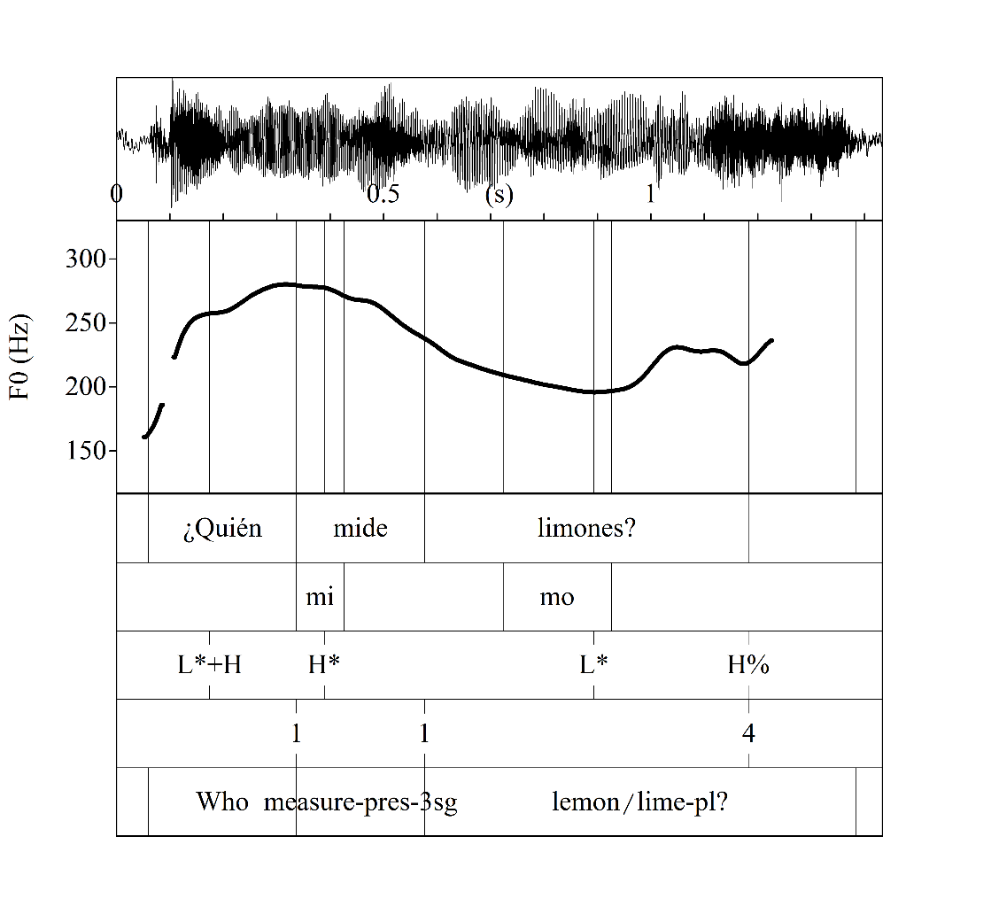 0 0.5 (s) 1
300
250
200
150
F0 (Hz)
¿Quién mide limones?
mi mo
L*+H H* L* H%
1 1 4
Who measure-pres-3sg lemon/lime-pl?